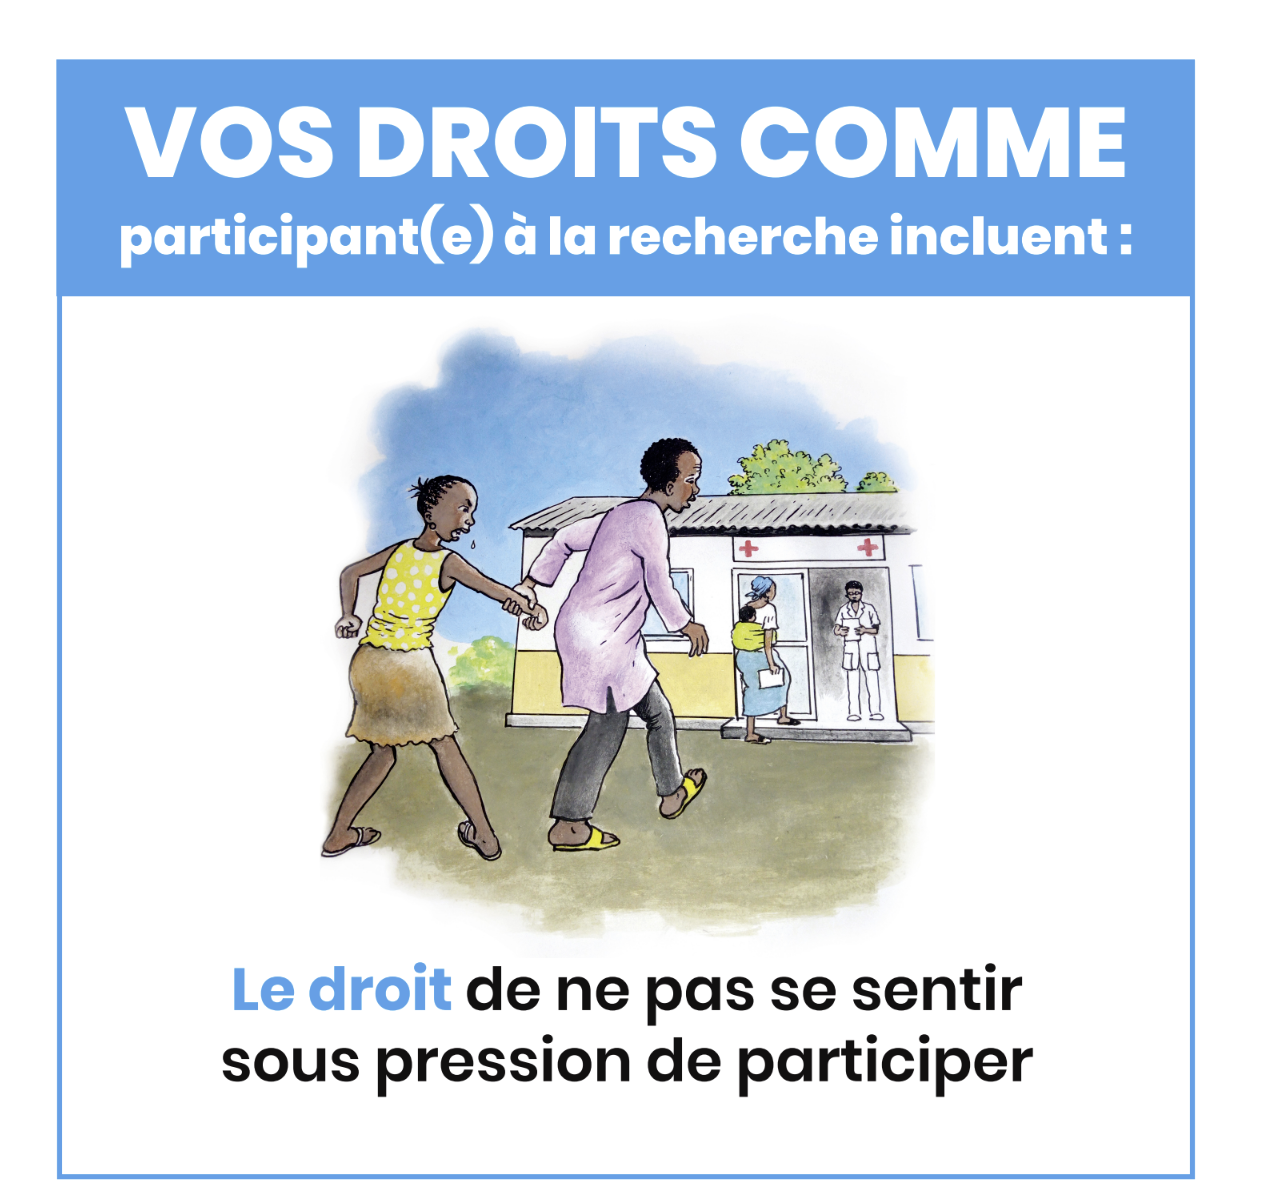 VOS DROITS COMME
participant(e) à la recherche incluent :
Le droit de ne pas se sentir
sous pression de participer